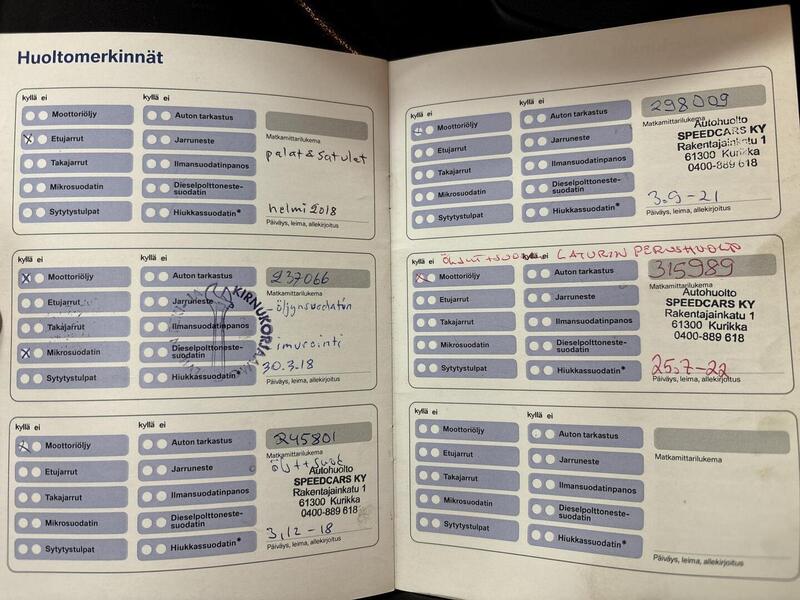 Huoltomerkinnät
kyllä ei kyllä ei
Moottoriöljy Auton tarkastus
Etujarrut Jarruneste
Matkamittarilukema
palat & satulat
Takajarrut Ilmansuodatinpanos
Mikrosuodatin Dieselpolttoneste-
suodatin
Sytytystulpat Hiukkassuodatin*
helmi 2018
Päiväys, leima, allekirjoitus
kyllä ei kyllä ei
Moottoriöljy Auton tarkastus
237066
Matkamittarilukema
Etujarrut Jarruneste
- öljynsuodatin
Takajarrut Ilmansuodatinpanos
Mikrosuodatin Dieselpolttoneste-
suodatin
imurointi
Sytytystulpat Hiukkassuodatin*
30.3.18
Päiväys, leima, allekirjoitus
kyllä ei kyllä ei
Moottoriöljy Auton tarkastus
245801
Matkamittarilukema
Etujarrut Jarruneste
Autohuolto
SPEEDCARS KY
Rakentajainkatu 1
61300 Kurikka
0400-889 618
Takajarrut Ilmansuodatinpanos
Mikrosuodatin Dieselpolttoneste-
suodatin
Sytytystulpat Hiukkassuodatin*
3.12-18
Päiväys, leima, allekirjoitus
kyllä ei kyllä ei
Moottoriöljy Auton tarkastus
298009
Matkamittarilukema
Autohuolto
SPEEDCARS KY
Rakentajainkatu 1
61300 Kurikka
0400-889 618
Etujarrut Jarruneste
Takajarrut Ilmansuodatinpanos
Mikrosuodatin Dieselpolttoneste-
suodatin
Sytytystulpat Hiukkassuodatin*
3.9-21
Päiväys, leima, allekirjoitus
LATURIN PERUSHUOLTO
kyllä ei kyllä ei
Moottoriöljy Auton tarkastus
315989
Matkamittarilukema
Autohuolto
SPEEDCARS KY
Rakentajainkatu 1
61300 Kurikka
0400-889 618
Etujarrut Jarruneste
Takajarrut Ilmansuodatinpanos
Mikrosuodatin Dieselpolttoneste-
suodatin
Sytytystulpat Hiukkassuodatin*
25.7-22
Päiväys, leima, allekirjoitus
kyllä ei kyllä ei
Moottoriöljy Auton tarkastus
Matkamittarilukema
Etujarrut Jarruneste
Takajarrut Ilmansuodatinpanos
Mikrosuodatin Dieselpolttoneste-
suodatin
Sytytystulpat Hiukkassuodatin*
Päiväys, leima, allekirjoitus